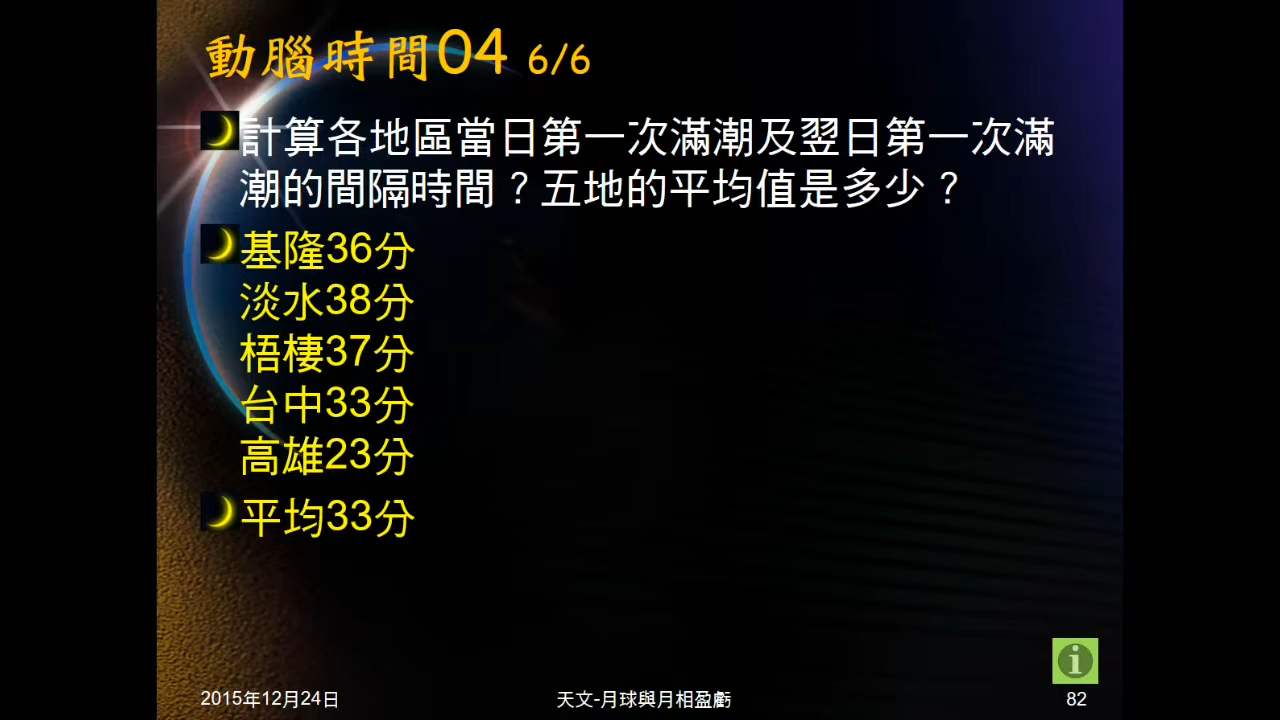 動腦時間04 6/6
計算各地區當日第一次滿潮及翌日第一次滿
潮的間隔時間？五地的平均值是多少？
基隆36分
淡水38分
梧棲37分
台中33分
高雄23分
平均33分
2015年12月24日
天文-月球與月相盈虧
82